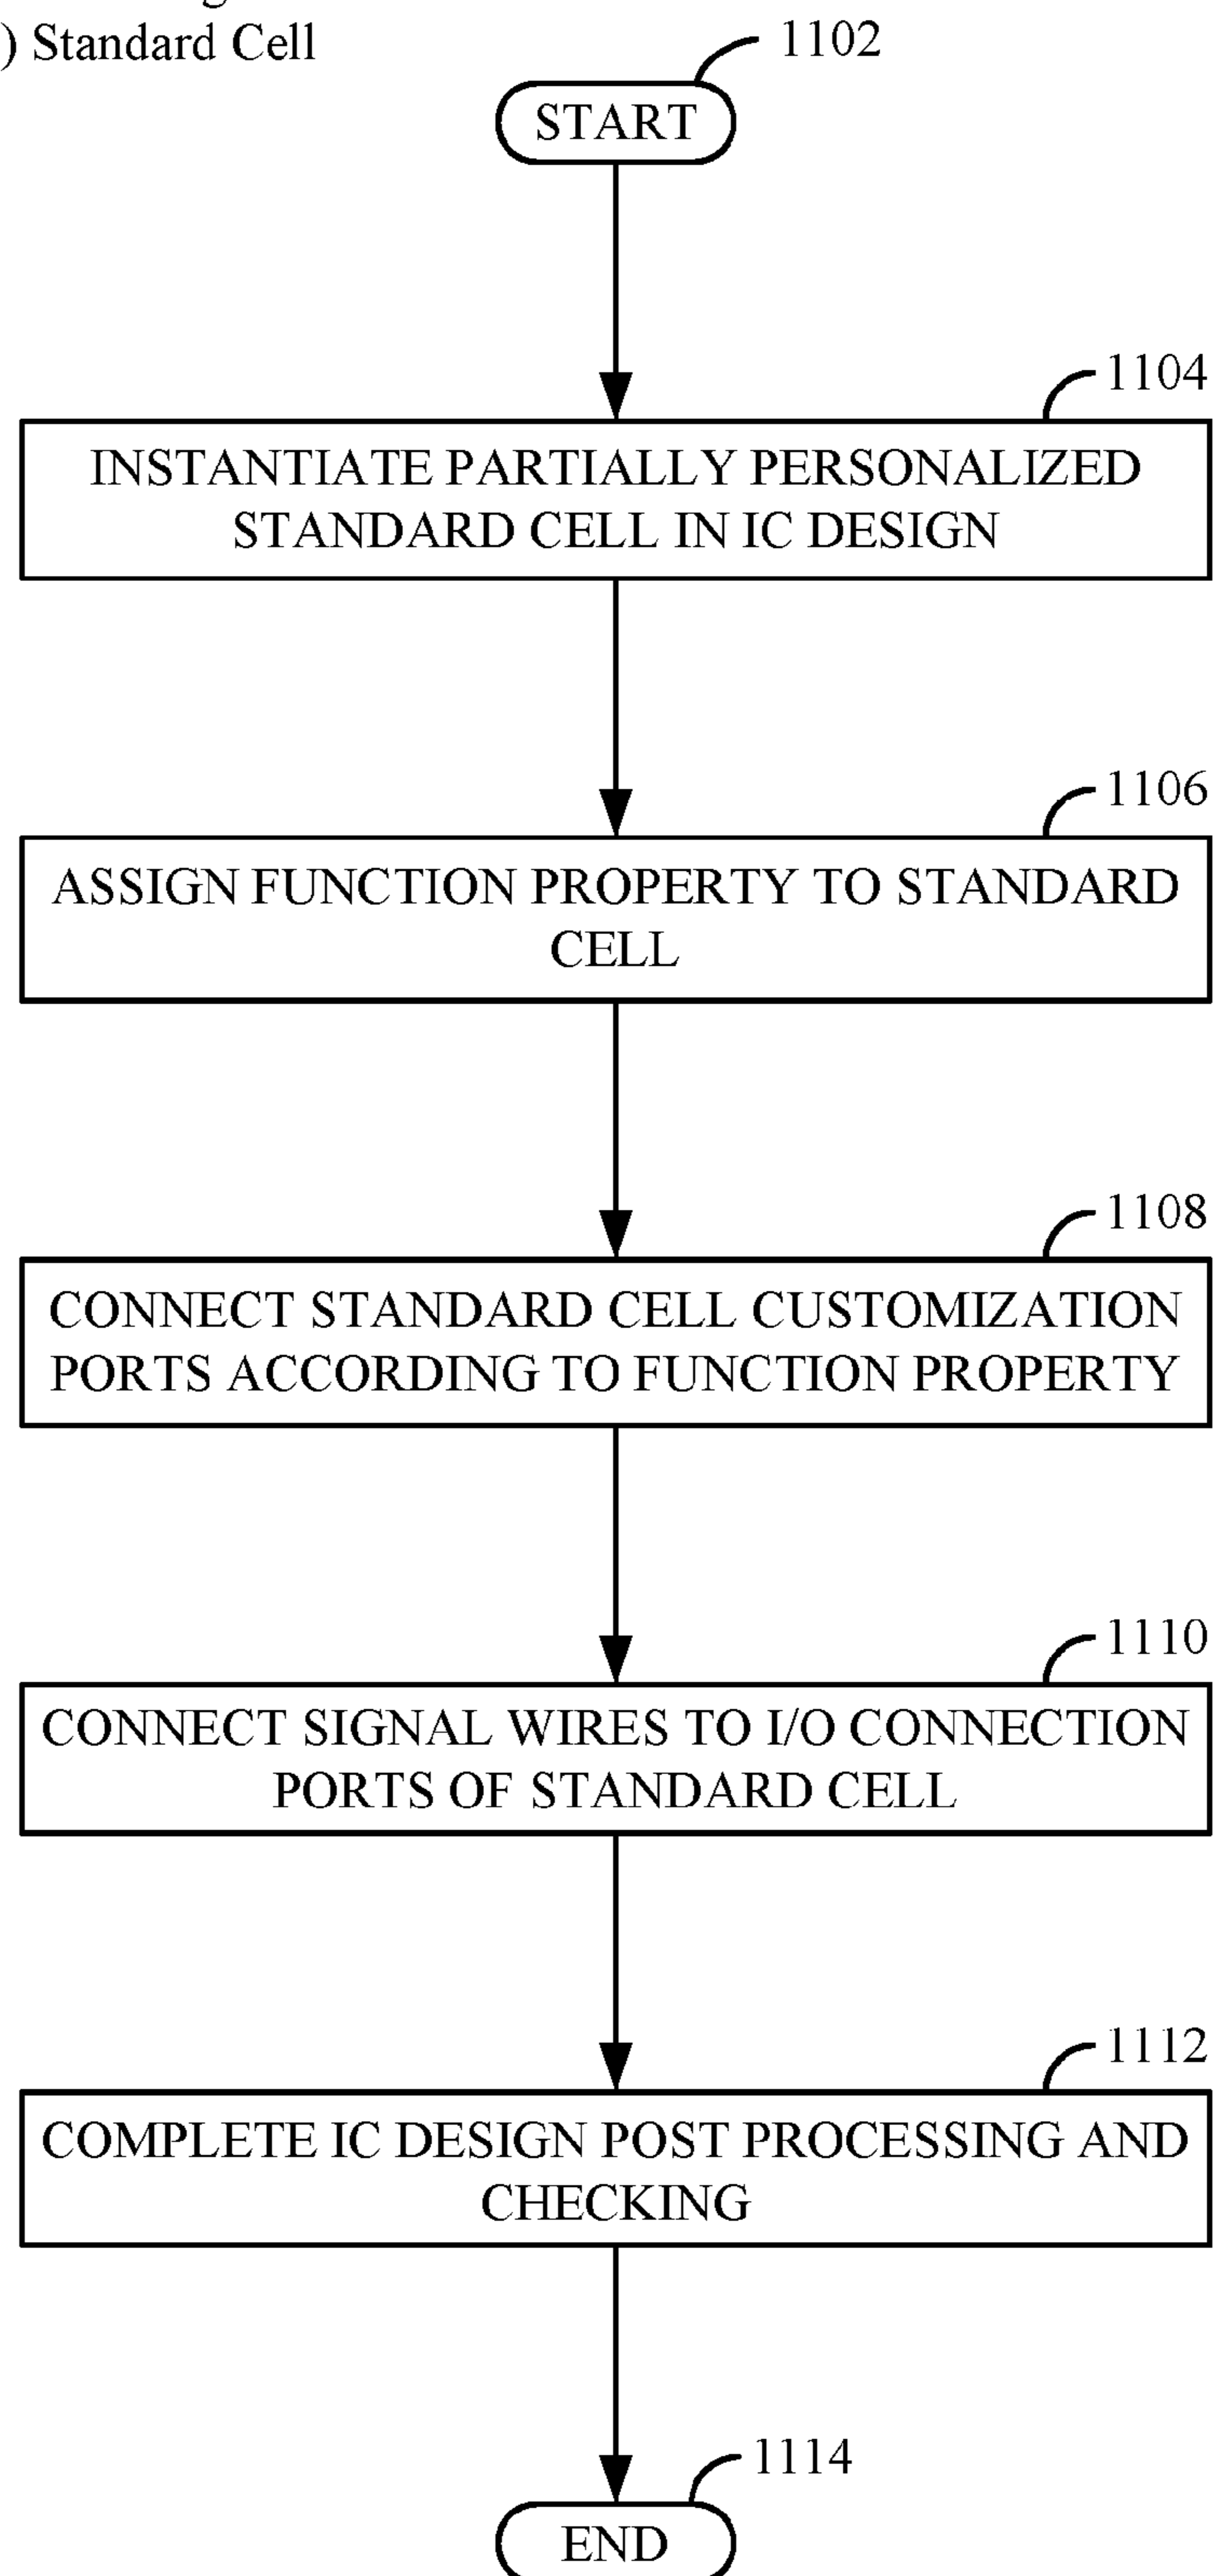 ) Standard Cell
1102
START
1104
INSTANTIATE PARTIALLY PERSONALIZED
STANDARD CELL IN IC DESIGN
1106
ASSIGN FUNCTION PROPERTY TO STANDARD
CELL
1108
CONNECT STANDARD CELL CUSTOMIZATION
PORTS ACCORDING TO FUNCTION PROPERTY
1110
CONNECT SIGNAL WIRES TO I/O CONNECTION
PORTS OF STANDARD CELL
1112
COMPLETE IC DESIGN POST PROCESSING AND
CHECKING
1114
END